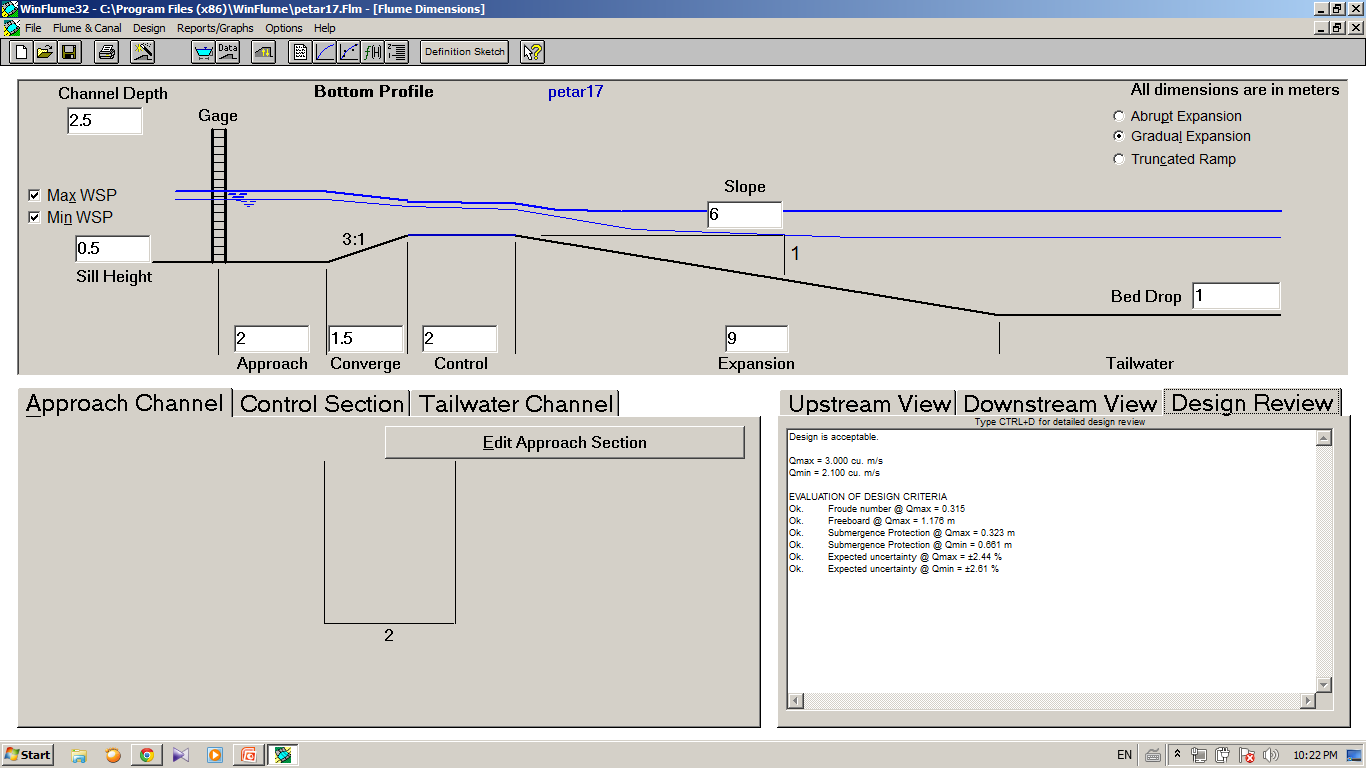 WinFlume32 - C:\Program Files (x86)\WinFlume\petar17.Flm - [Flume Dimensions]
File Flume & Canal Design Reports/Graphs Options Help
Data
f(H)
Definition Sketch
Channel Depth
2.5
Bottom Profile
petar17
All dimensions are in meters
Gage
Abrupt Expansion
Gradual Expansion
Truncated Ramp
Max WSP
Min WSP
Slope
6
0.5
Sill Height
3:1
1
Bed Drop 1
2 1.5 2 9
Approach Converge Control Expansion Tailwater
Approach Channel Control Section Tailwater Channel
Edit Approach Section
2
Upstream View Downstream View Design Review
Type CTRL+D for detailed design review
Design is acceptable.
Qmax = 3.000 cu. m/s
Qmin = 2.100 cu. m/s
EVALUATION OF DESIGN CRITERIA
Ok. Froude number @ Qmax = 0.315
Ok. Freeboard @ Qmax = 1.176 m
Ok. Submergence Protection @ Qmax = 0.323 m
Ok. Submergence Protection @ Qmin = 0.661 m
Ok. Expected uncertainty @ Qmax = ±2.44 %
Ok. Expected uncertainty @ Qmin = ±2.61 %
Start
EN
10:22 PM